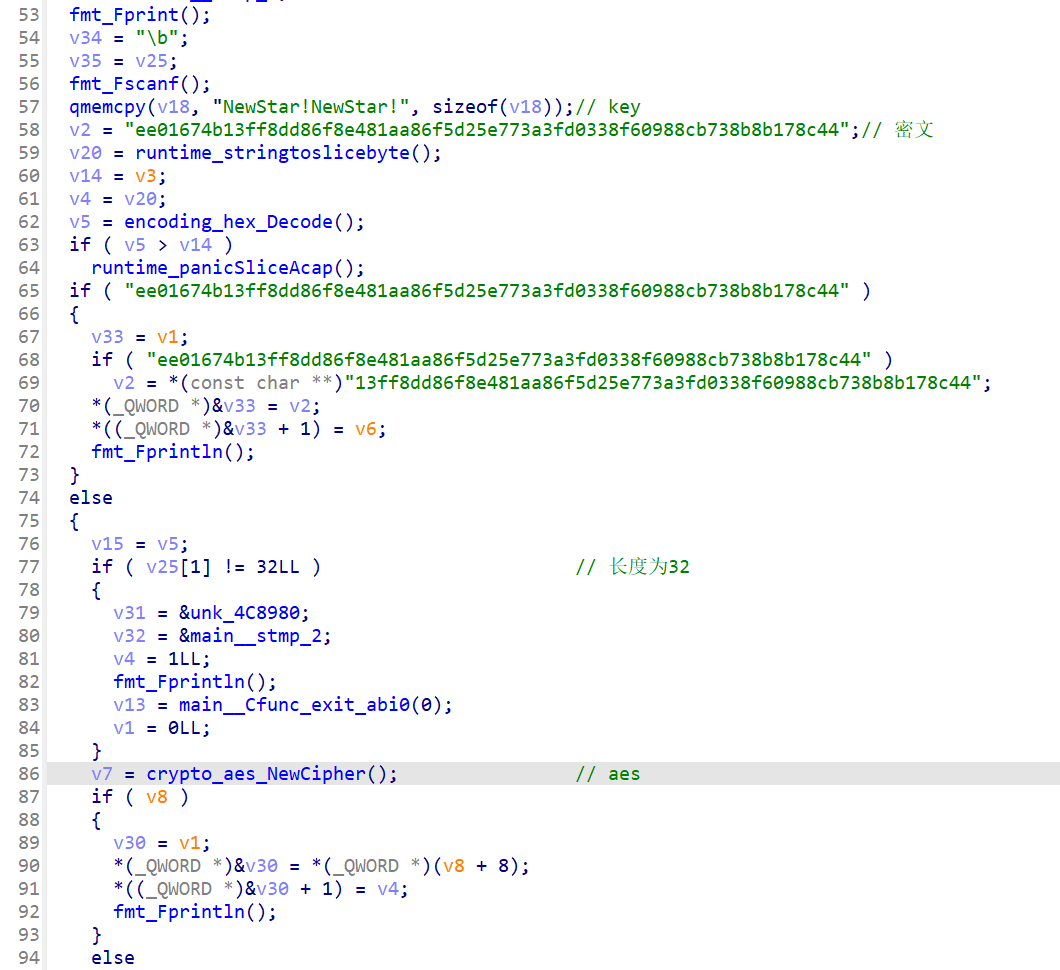 53 fmt_Fprint();
54 v34 = "\b";
55 v35 = v25;
56 fmt_Fscanf();
57 qmemcpy(v18, "NewStar!NewStar!", sizeof(v18));// key
58 v2 = "ee01674b13ff8dd86f8e481aa86f5d25e773a3fd0338f60988cb738b8b178c44";// 密文
59 v20 = runtime_stringtoslicebyte();
60 v14 = v3;
61 v4 = v20;
62 v5 = encoding_hex_Decode();
63 if ( v5 > v14 )
64 runtime_panicSliceAcap();
65 if ( "ee01674b13ff8dd86f8e481aa86f5d25e773a3fd0338f60988cb738b8b178c44" )
66 {
67 v33 = v1;
68 if ( "ee01674b13ff8dd86f8e481aa86f5d25e773a3fd0338f60988cb738b8b178c44" )
69 v2 = *(const char **)"13ff8dd86f8e481aa86f5d25e773a3fd0338f60988cb738b8b178c44";
70 *(_QWORD *)&v33 = v2;
71 *((_QWORD *)&v33 + 1) = v6;
72 fmt_Fprintln();
73 }
74 else
75 {
76 v15 = v5;
77 if ( v25[1] != 32LL ) // 长度为32
78 {
79 v31 = &unk_4C8980;
80 v32 = &main__stmp_2;
81 v4 = 1LL;
82 fmt_Fprintln();
83 v13 = main__Cfunc_exit_abi0(0);
84 v1 = 0LL;
85 }
86 v7 = crypto_aes_NewCipher(); // aes
87 if ( v8 )
88 {
89 v30 = v1;
90 *(_QWORD *)&v30 = *(_QWORD *)(v8 + 8);
91 *((_QWORD *)&v30 + 1) = v4;
92 fmt_Fprintln();
93 }
94 else